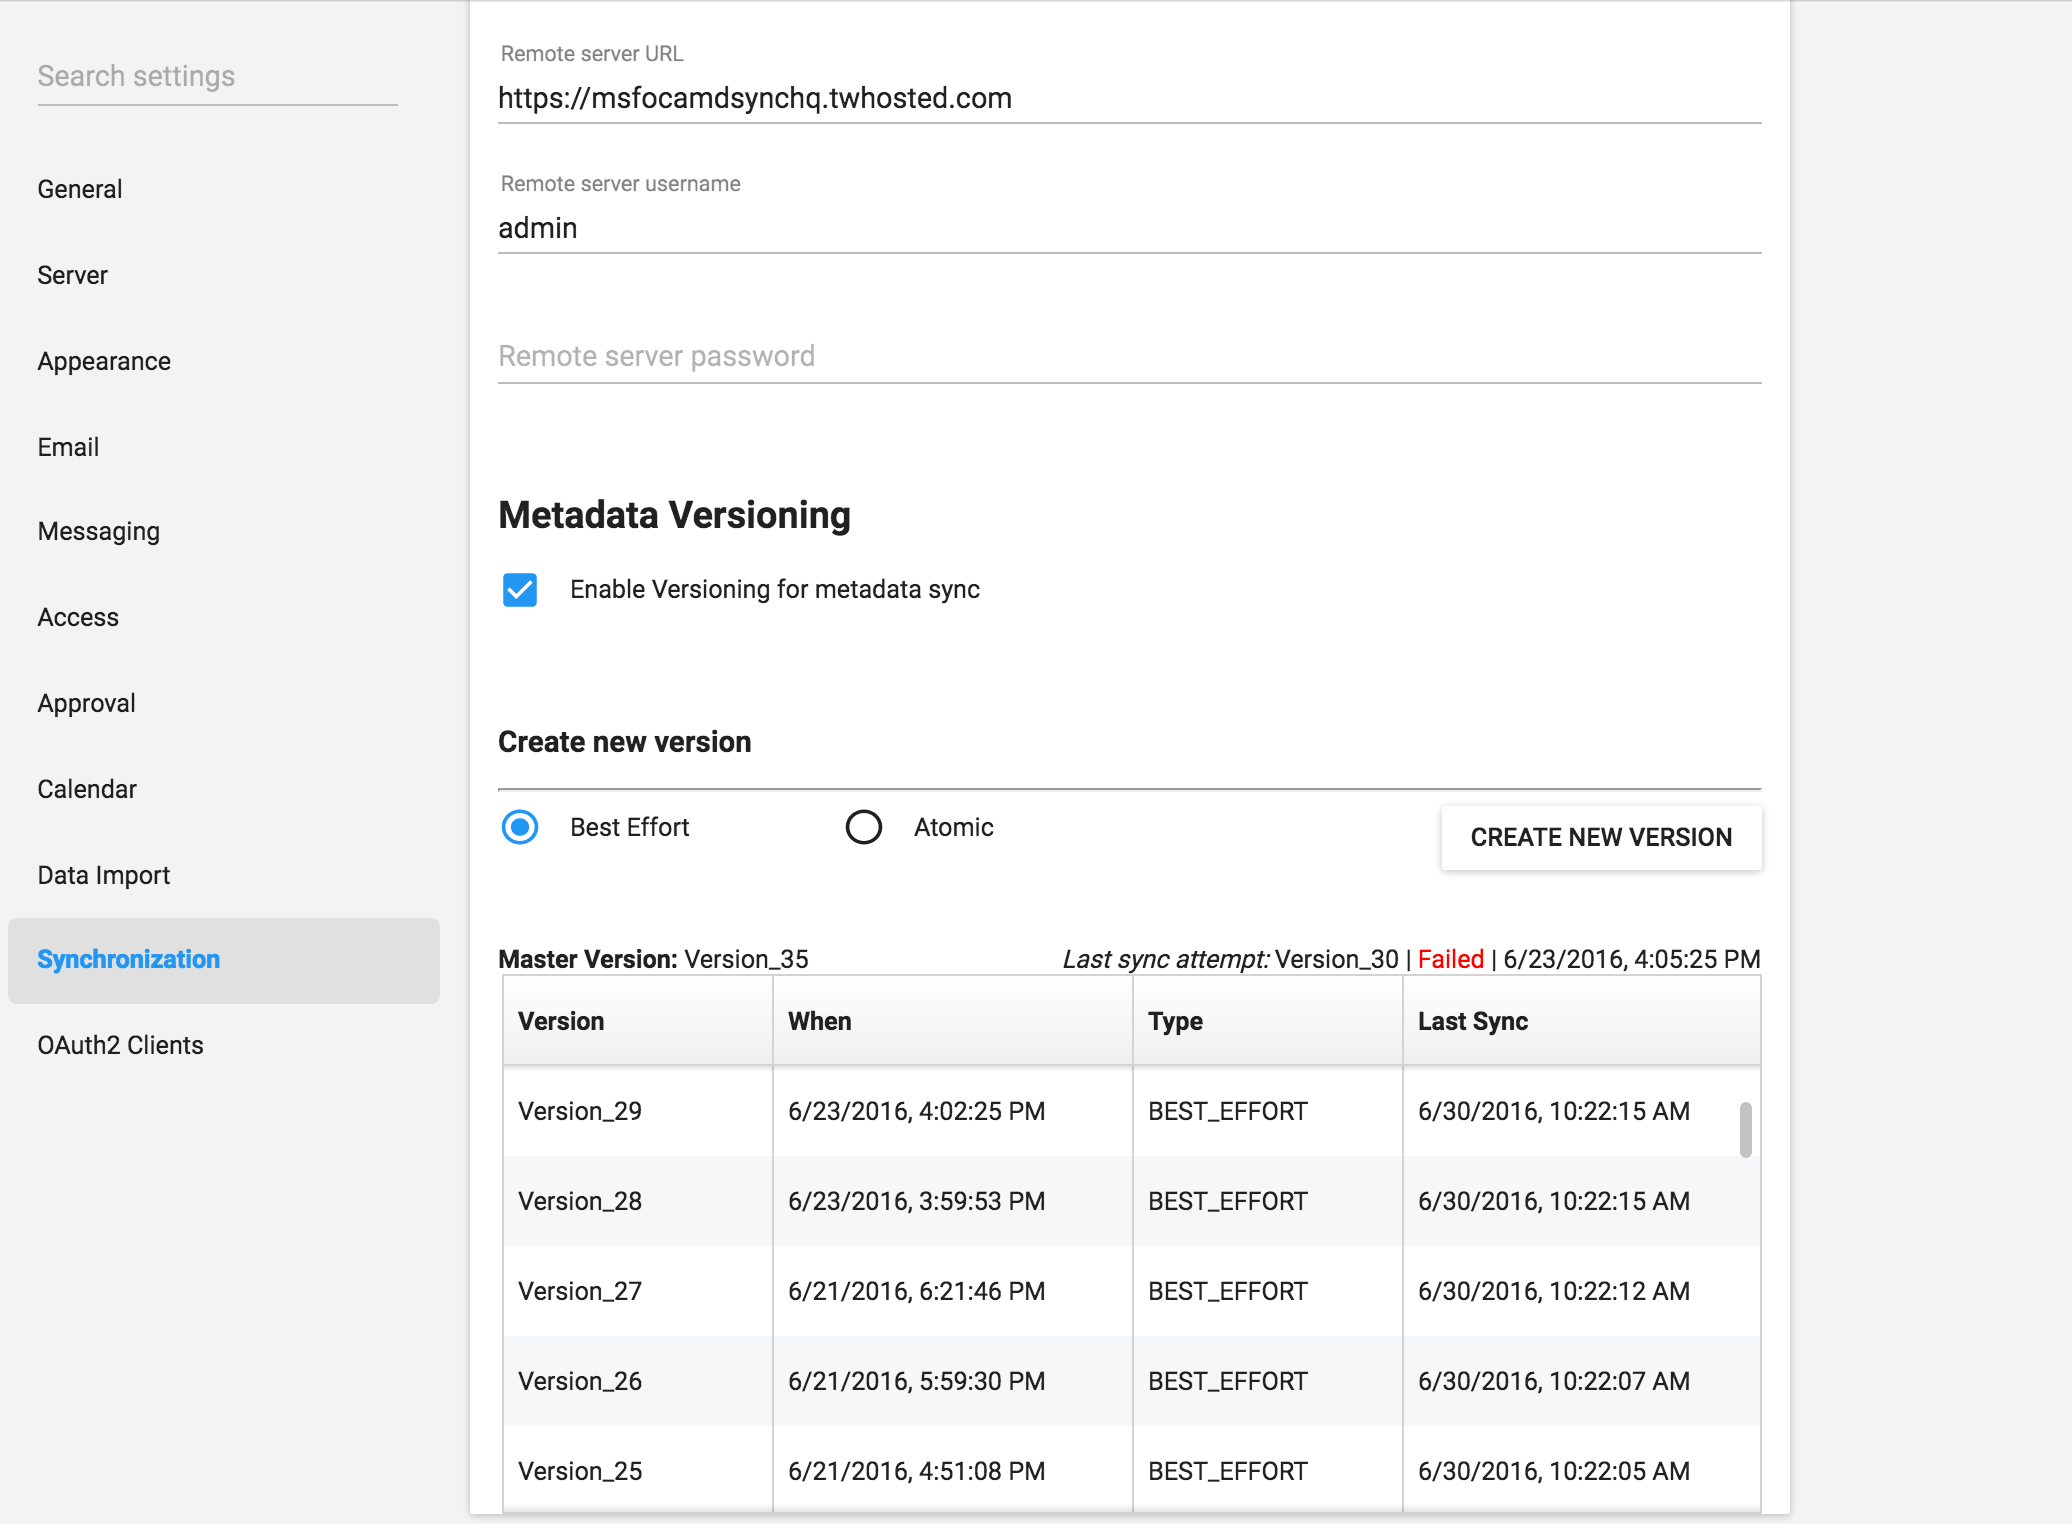 Search settings
General
Server
Appearance
Email
Messaging
Access
Approval
Calendar
Data Import
Synchronization
OAuth2 Clients
Remote server URL
https://msfocamdsynchq.twhosted.com
Remote server username
admin
Remote server password
Metadata Versioning
Enable Versioning for metadata sync
Create new version
Best Effort Atomic CREATE NEW VERSION
Master Version: Version_35 Last sync attempt: Version_30 | Failed | 6/23/2016, 4:05:25 PM
Version When Type Last Sync
Version_29 6/23/2016, 4:02:25 PM BEST_EFFORT 6/30/2016, 10:22:15 AM
Version_28 6/23/2016, 3:59:53 PM BEST_EFFORT 6/30/2016, 10:22:15 AM
Version_27 6/21/2016, 6:21:46 PM BEST_EFFORT 6/30/2016, 10:22:12 AM
Version_26 6/21/2016, 5:59:30 PM BEST_EFFORT 6/30/2016, 10:22:07 AM
Version_25 6/21/2016, 4:51:08 PM BEST_EFFORT 6/30/2016, 10:22:05 AM